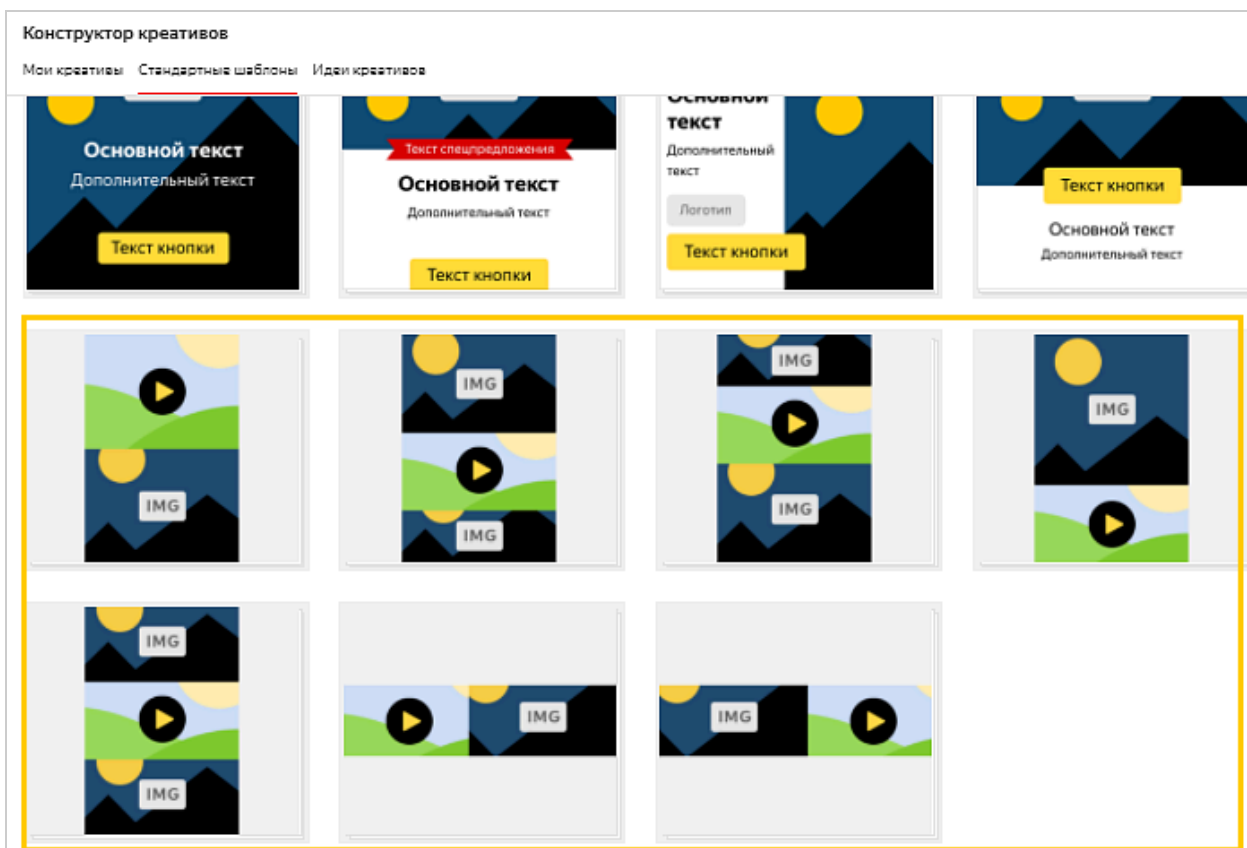 Конструктор креативов
Мои креативы Стандартные шаблоны Идеи креативов
Основной текст
Дополнительный текст
Текст кнопки
Текст спецпредложения
Основной текст
Дополнительный текст
Текст кнопки
Основной
текст
Дополнительный
текст
Логотип
Текст кнопки
Текст кнопки
Основной текст
Дополнительный текст
IMG
IMG
IMG
IMG
IMG
IMG
IMG
IMG
IMG
IMG